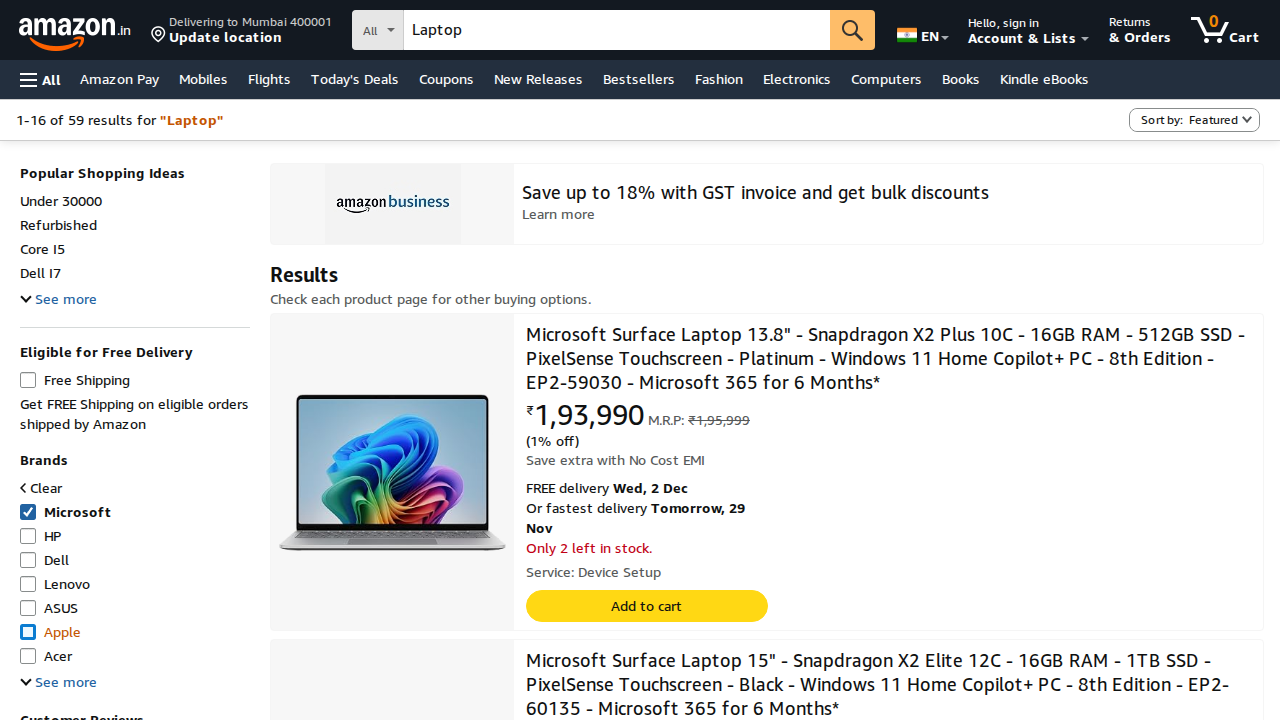 amazon.in
Delivering to Mumbai 400001
Update location
All
Laptop
EN
Hello, sign in
Account & Lists
Returns
& Orders
0
Cart
All
Amazon Pay
Mobiles
Flights
Today's Deals
Coupons
New Releases
Bestsellers
Fashion
Electronics
Computers
Books
Kindle eBooks
1-16 of 59 results for "Laptop"
Sort by: Featured
Popular Shopping Ideas
Under 30000
Refurbished
Core I5
Dell I7
See more
Eligible for Free Delivery
Free Shipping
Get FREE Shipping on eligible orders
shipped by Amazon
Brands
Clear
Microsoft
HP
Dell
Lenovo
ASUS
Apple
Acer
See more
amazon business
Save up to 18% with GST invoice and get bulk discounts
Learn more
Results
Check each product page for other buying options.
Microsoft Surface Laptop 13.8" - Snapdragon X2 Plus 10C - 16GB RAM - 512GB SSD -
PixelSense Touchscreen - Platinum - Windows 11 Home Copilot+ PC - 8th Edition -
EP2-59030 - Microsoft 365 for 6 Months*
₹1,93,990 M.R.P: ₹1,95,999
(1% off)
Save extra with No Cost EMI
FREE delivery Wed, 2 Dec
Or fastest delivery Tomorrow, 29
Nov
Only 2 left in stock.
Service: Device Setup
Add to cart
Microsoft Surface Laptop 15" - Snapdragon X2 Elite 12C - 16GB RAM - 1TB SSD -
PixelSense Touchscreen - Black - Windows 11 Home Copilot+ PC - 8th Edition - EP2-
60135 - Microsoft 365 for 6 Months*
Customer Reviews